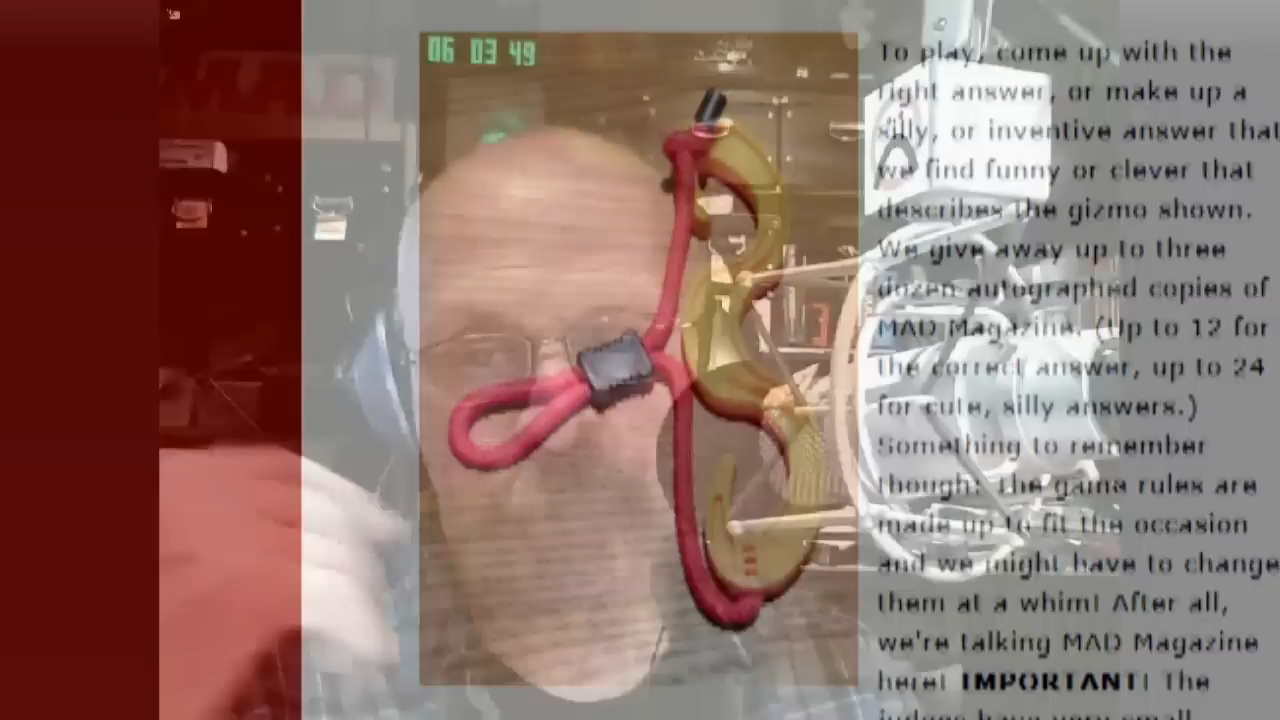 06 03 49
To play, come up with the
right answer, or make up a
silly, or inventive answer that
we find funny or clever that
describes the gizmo shown.
We give away up to three
dozen autographed copies of
MAD Magazine. (Up to 12 for
the correct answer, up to 24
for cute, silly answers.)
Something to remember
though: the game rules are
made up to fit the occasion
and we might have to change
them at a whim! After all,
we're talking MAD Magazine
here! IMPORTANT! The
judges have very small